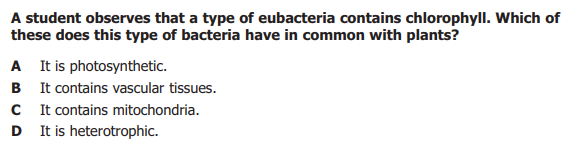 A student observes that a type of eubacteria contains chlorophyll. Which of
these does this type of bacteria have in common with plants?
A It is photosynthetic.
B It contains vascular tissues.
C It contains mitochondria.
D It is heterotrophic.